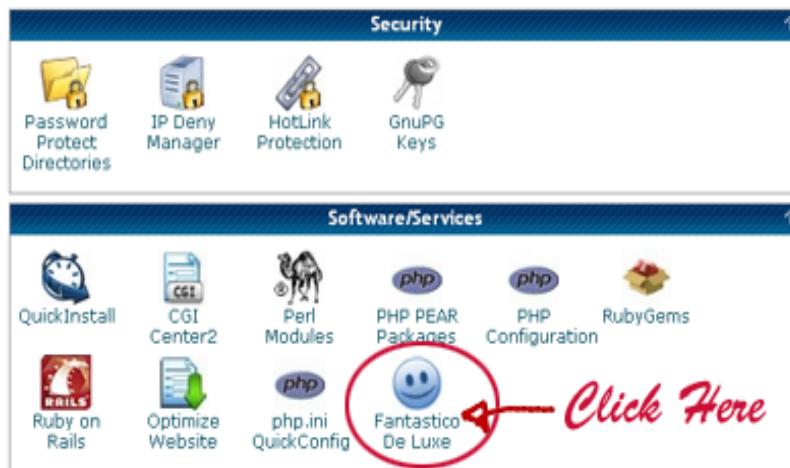 Security
Password
Protect
Directories
IP Deny
Manager
HotLink
Protection
GnuPG
Keys
Software/Services
QuickInstall
CGI
CGI
Center2
®
Perl
Modules
php
PHP PEAR
Packages
php
PHP
Configuration
RubyGems
RAILS
Ruby on
Rails
Optimize
Website
php
php.ini
QuickConfig
Fantastico
De Luxe
Click Here